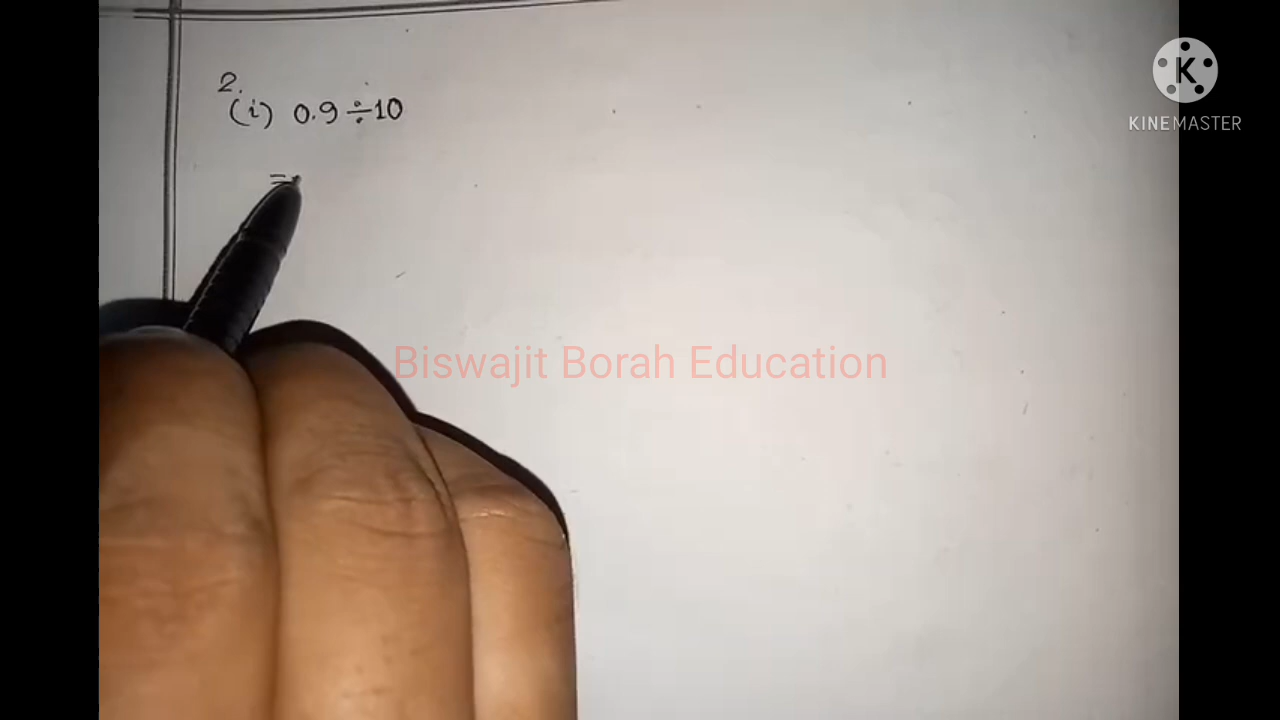 2.
(i) 0.9÷10
=
Biswajit Borah Education
K
KINEMASTER